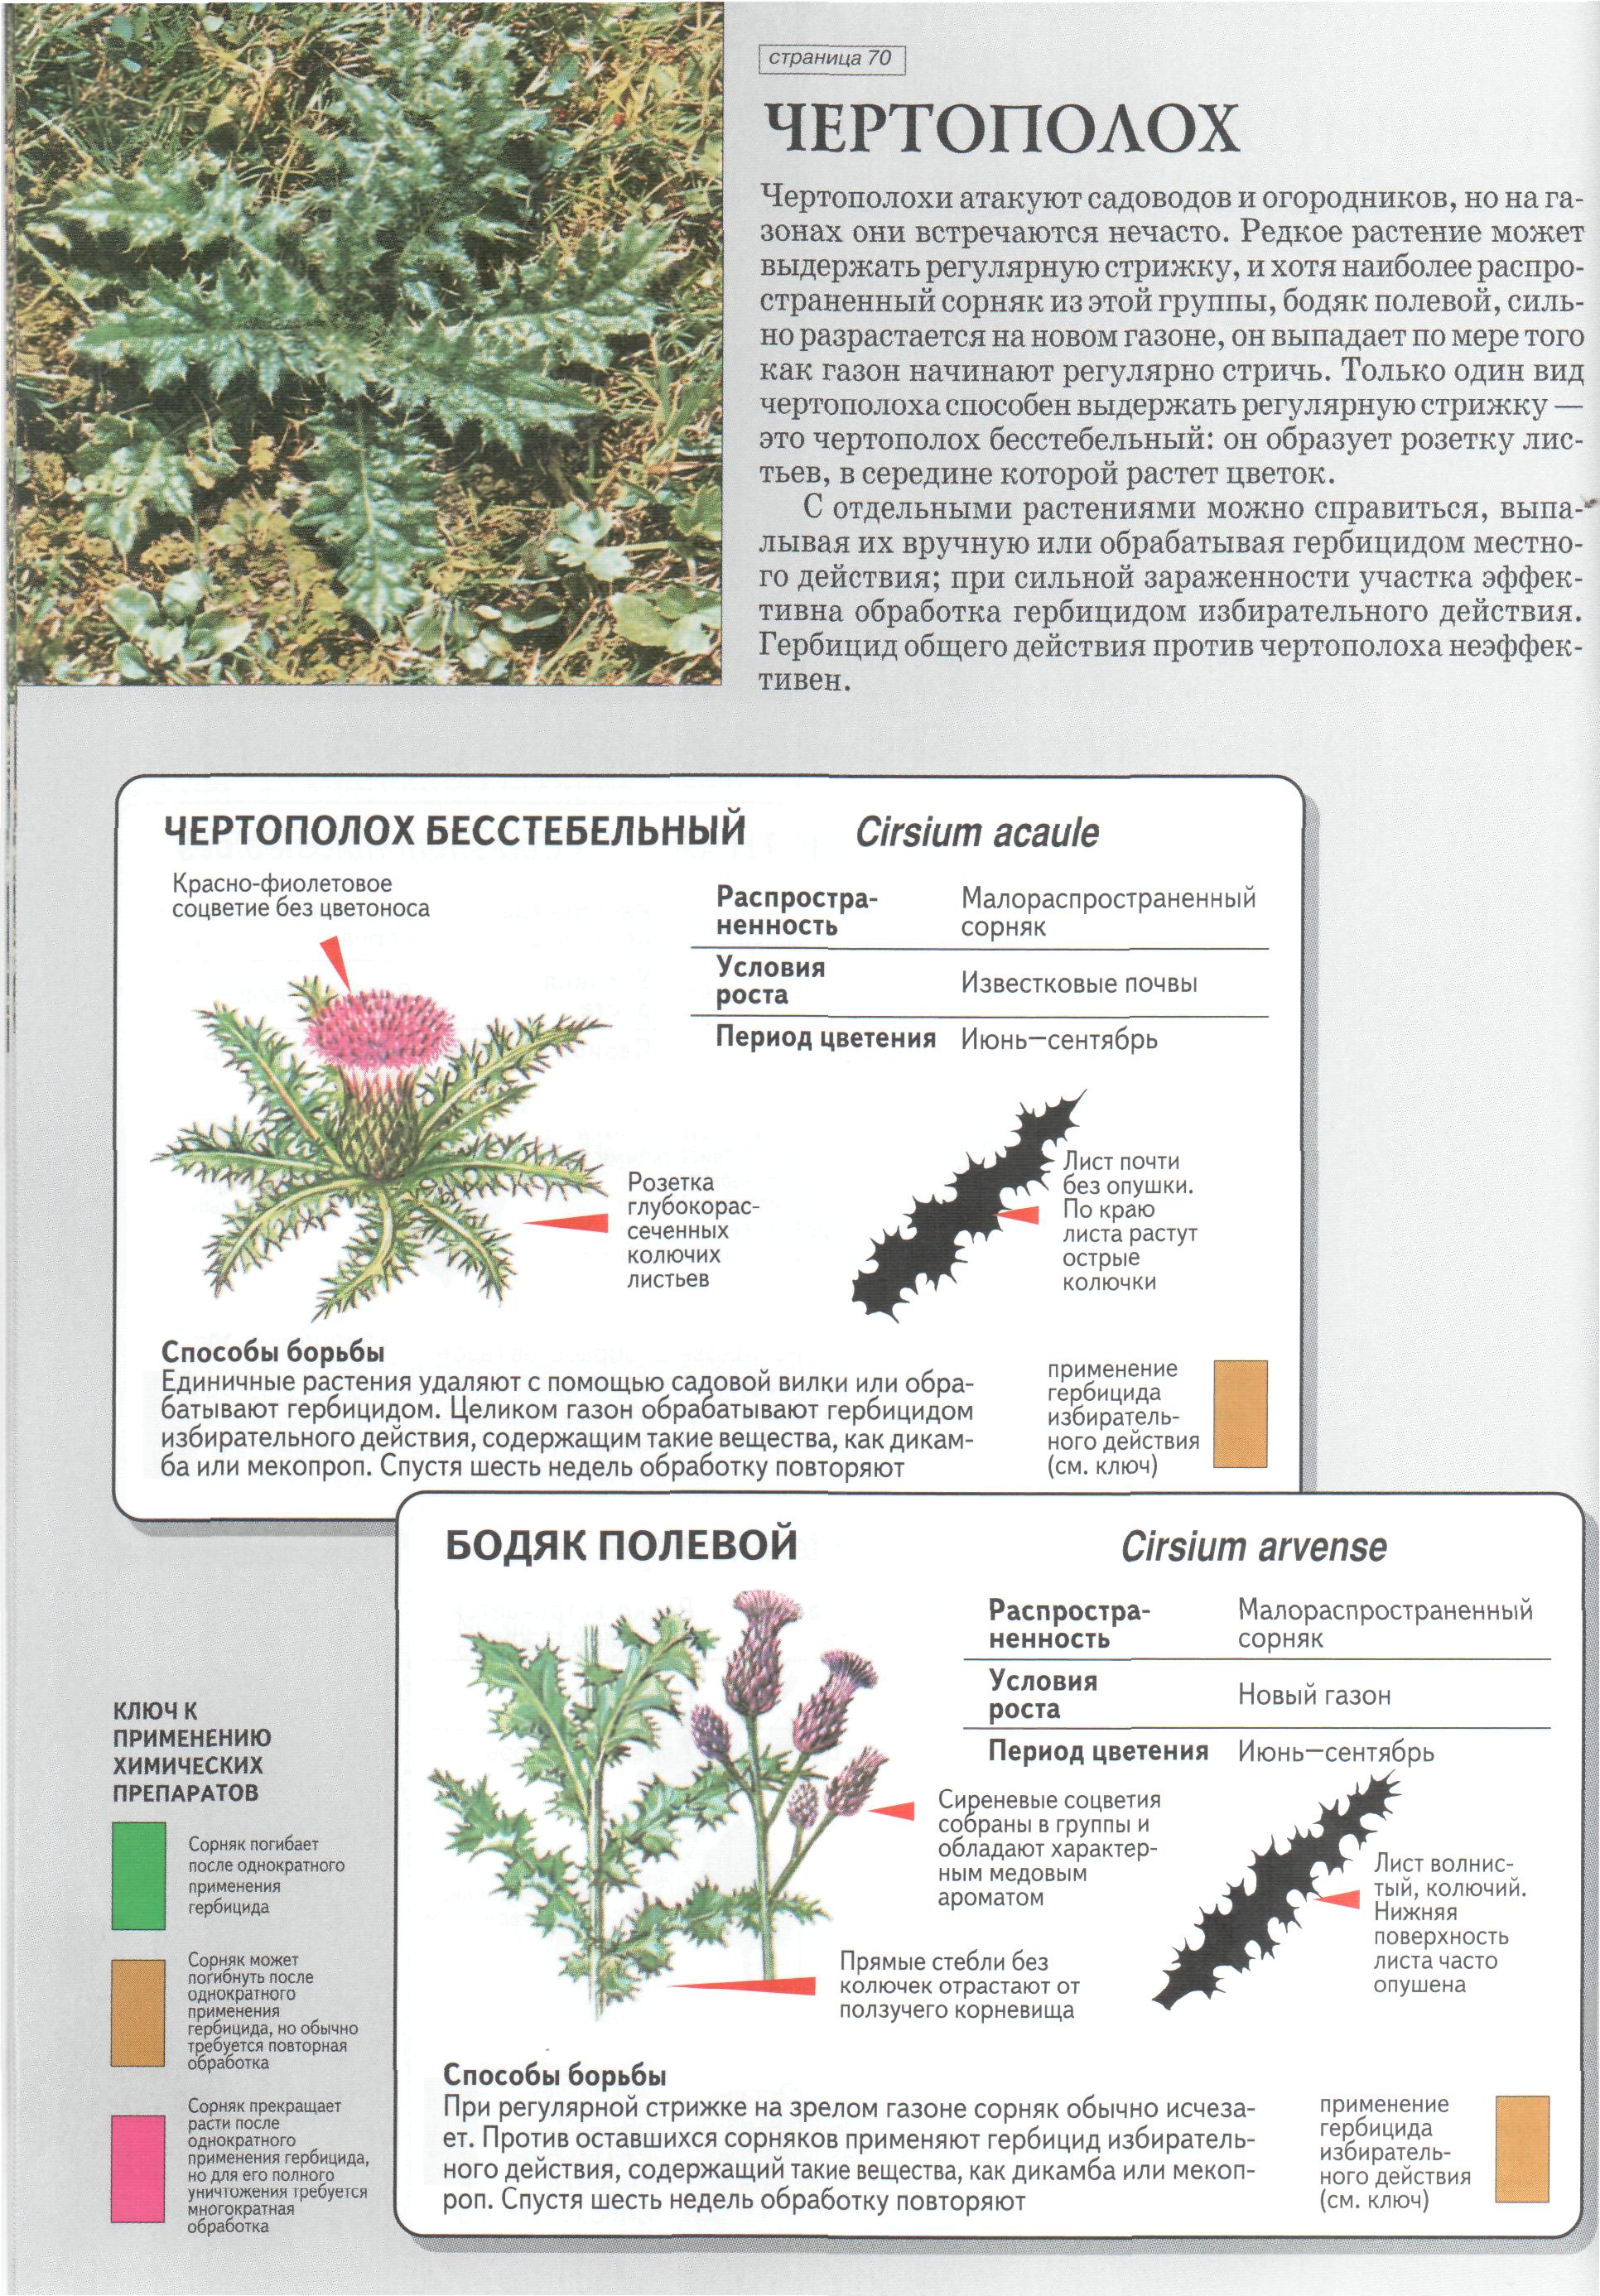 страница 70
ЧЕРТОПОЛОХ
Чертополохи атакуют садоводов и огородников, но на га-
зонах они встречаются нечасто. Редкое растение может
выдержать регулярную стрижку, и хотя наиболее распро-
страненный сорняк из этой группы, бодяк полевой, силь-
но разрастается на новом газоне, он выпадает по мере того
как газон начинают регулярно стричь. Только один вид
чертополоха способен выдержать регулярную стрижку —
это чертополох бесстебельный: он образует розетку лис-
тьев, в середине которой растет цветок.
С отдельными растениями можно справиться, выпа-
лывая их вручную или обрабатывая гербицидом местно-
го действия; при сильной зараженности участка эффек-
тивна обработка гербицидом избирательного действия.
Гербицид общего действия против чертополоха неэффек-
тивен.
ЧЕРТОПОЛОХ БЕССТЕБЕЛЬНЫЙ
Cirsium acaule
Красно-фиолетовое
соцветие без цветоноса
Распростра-
ненность
Малораспространенный
сорняк
Условия
роста
Известковые почвы
Период цветения
Июнь—сентябрь
Розетка
глубокорас-
сеченных
колючих
листьев
Лист почти
без опушки.
По краю
листа растут
острые
колючки
Способы борьбы
Единичные растения удаляют с помощью садовой вилки или обра-
батывают гербицидом. Целиком газон обрабатывают гербицидом
избирательного действия, содержащим такие вещества, как дикам-
ба или мекопроп. Спустя шесть недель обработку повторяют
применение
гербицида
избиратель-
ного действия
(см. ключ)
БОДЯК ПОЛЕВОЙ
Cirsium arvense
Распростра-
ненность
Малораспространенный
сорняк
Условия
роста
Новый газон
Период цветения
Июнь—сентябрь
Сиреневые соцветия
собраны в группы и
обладают характер-
ным медовым
ароматом
Лист волнис-
тый, колючий.
Нижняя
поверхность
листа часто
опушена
Прямые стебли без
колючек отрастают от
ползучего корневища
Способы борьбы
При регулярной стрижке на зрелом газоне сорняк обычно исчеза-
ет. Против оставшихся сорняков применяют гербицид избиратель-
ного действия, содержащий такие вещества, как дикамба или мекоп-
роп. Спустя шесть недель обработку повторяют
применение
гербицида
избиратель-
ного действия
(см. ключ)
КЛЮЧ К
ПРИМЕНЕНИЮ
ХИМИЧЕСКИХ
ПРЕПАРАТОВ
Сорняк погибает
после однократного
применения
гербицида
Сорняк может
погибнуть после
однократного
применения
гербицида, но обычно
требуется повторная
обработка
Сорняк прекращает
расти после
однократного
применения гербицида,
но для его полного
уничтожения требуется
многократная
обработка